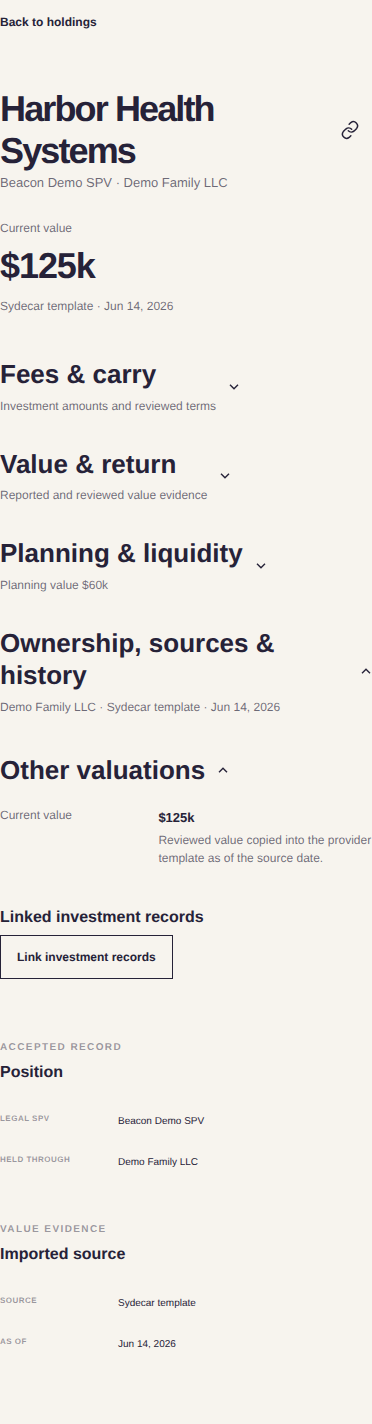 Back to holdings
Harbor Health
Systems
Beacon Demo SPV · Demo Family LLC
Current value
$125k
Sydecar template · Jun 14, 2026
Fees & carry
Investment amounts and reviewed terms
Value & return
Reported and reviewed value evidence
Planning & liquidity
Planning value $60k
Ownership, sources &
history
Demo Family LLC · Sydecar template · Jun 14, 2026
Other valuations
Current value
$125k
Reviewed value copied into the provider
template as of the source date.
Linked investment records
Link investment records
ACCEPTED RECORD
Position
LEGAL SPV
Beacon Demo SPV
HELD THROUGH
Demo Family LLC
VALUE EVIDENCE
Imported source
SOURCE
Sydecar template
AS OF
Jun 14, 2026